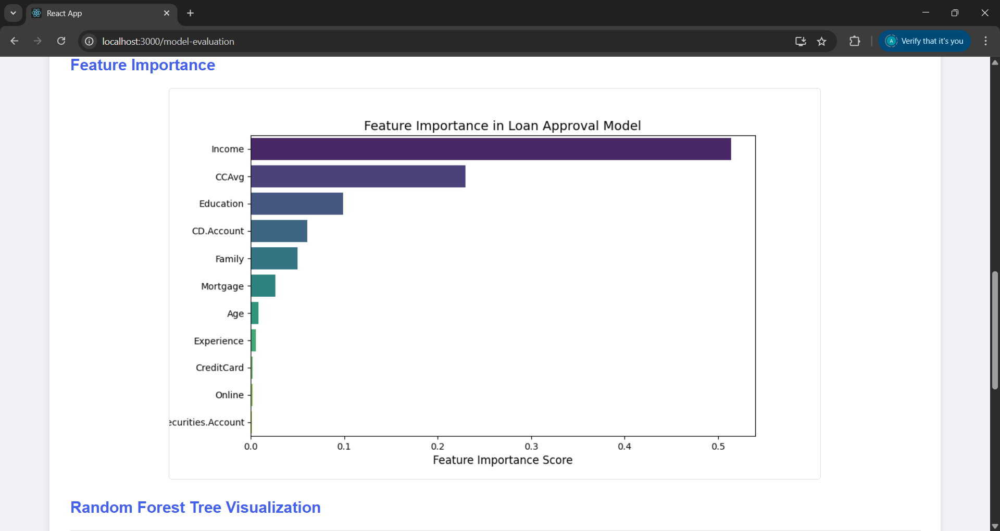 React App
localhost:3000/model-evaluation
A Verify that it's you
Feature Importance
Feature Importance in Loan Approval Model
Income
CCAvg
Education
CD.Account
Family
Mortgage
Age
Experience
CreditCard
Online
ecurities.Account
0.0 0.1 0.2 0.3 0.4 0.5
Feature Importance Score
Random Forest Tree Visualization